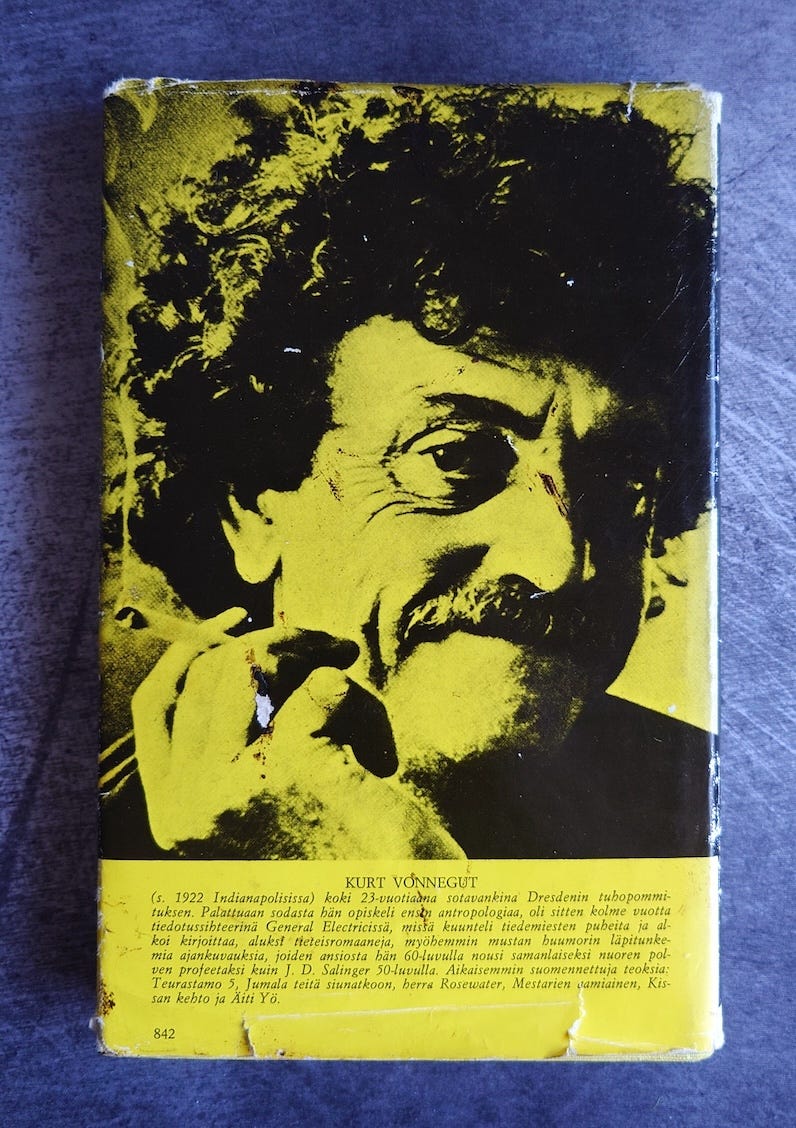 KURT VONNEGUT
(s. 1922 Indianapolisissa) koki 23-vuotiaana sotavankina Dresdenin tuhopommi-
tuksen. Palattuaan sodasta hän opiskeli ensin antropologiaa, oli sitten kolme vuotta
tiedotussihteerinä General Electricissä, missä kuunteli tiedemiesten puheita ja al-
koi kirjoittaa, aluksi tieteisromaaneja, myöhemmin mustan huumorin läpitunke-
mia ajankuvauksia, joiden ansiosta hän 60-luvulla nousi samanlaiseksi nuoren pol-
ven profeetaksi kuin J. D. Salinger 50-luvulla. Aikaisemmin suomennettuja teoksia:
Teurastamo 5, Jumala teitä siunatkoon, herra Rosewater, Mestarien aamiainen, Kis-
san kehto ja Äiti Yö.
842